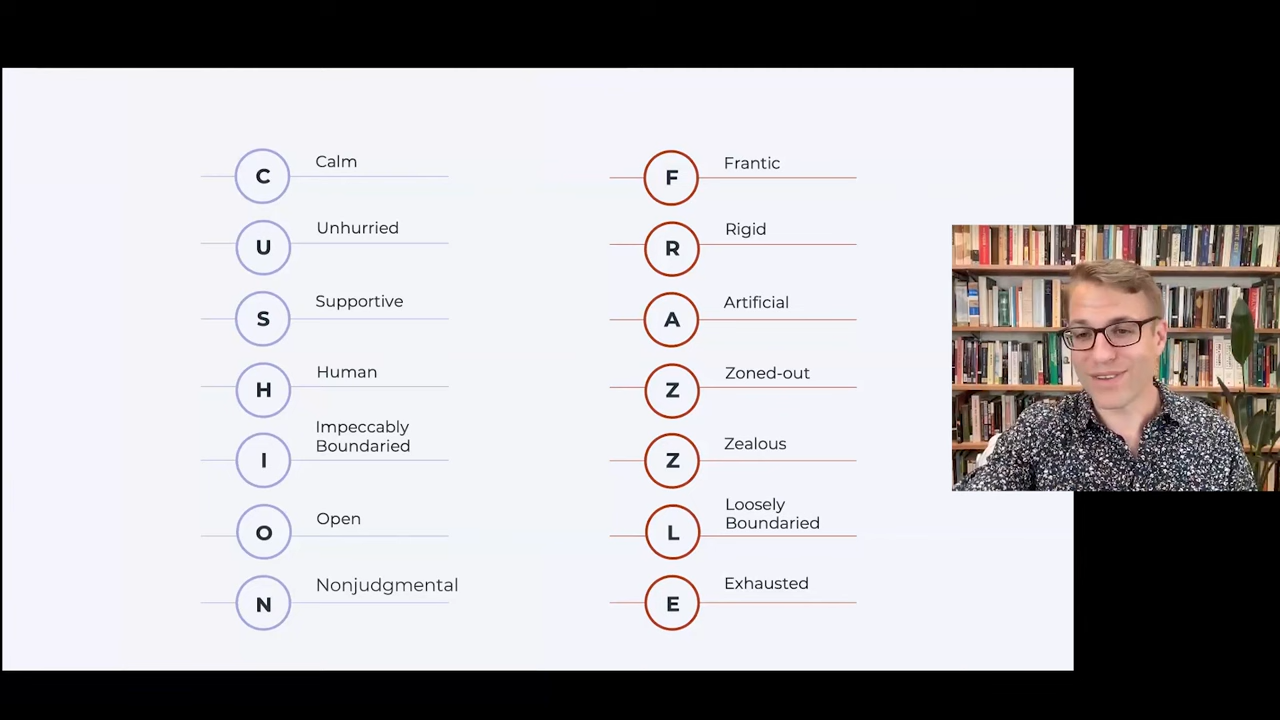 C Calm
U Unhurried
S Supportive
H Human
I Impeccably
Boundaried
O Open
N Nonjudgmental
F Frantic
R Rigid
A Artificial
Z Zoned-out
Z Zealous
L Loosely
Boundaried
E Exhausted